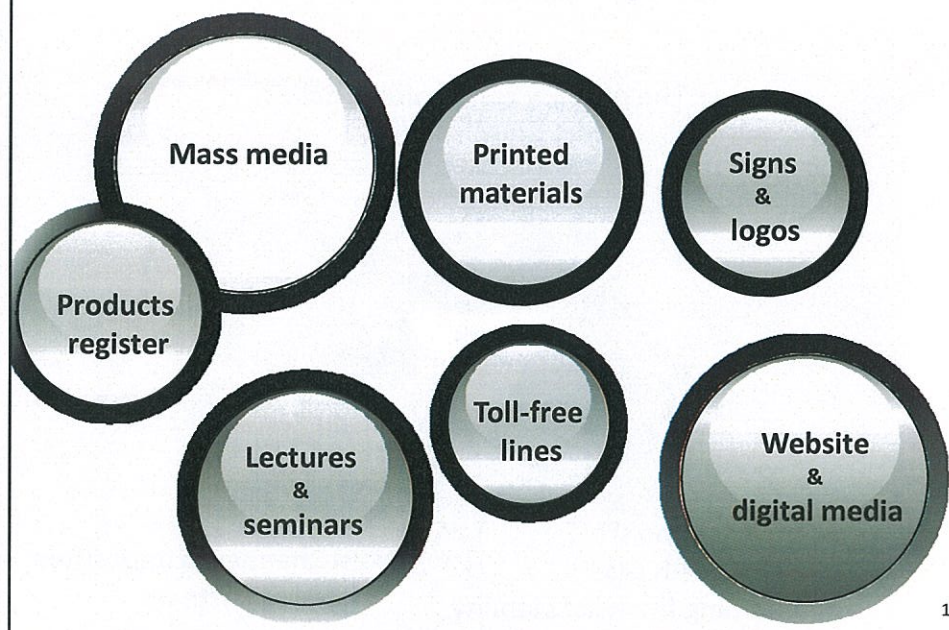 Mass media
Printed
materials
Signs
&
logos
Products
register
Lectures
&
seminars
Toll-free
lines
Website
&
digital media
1